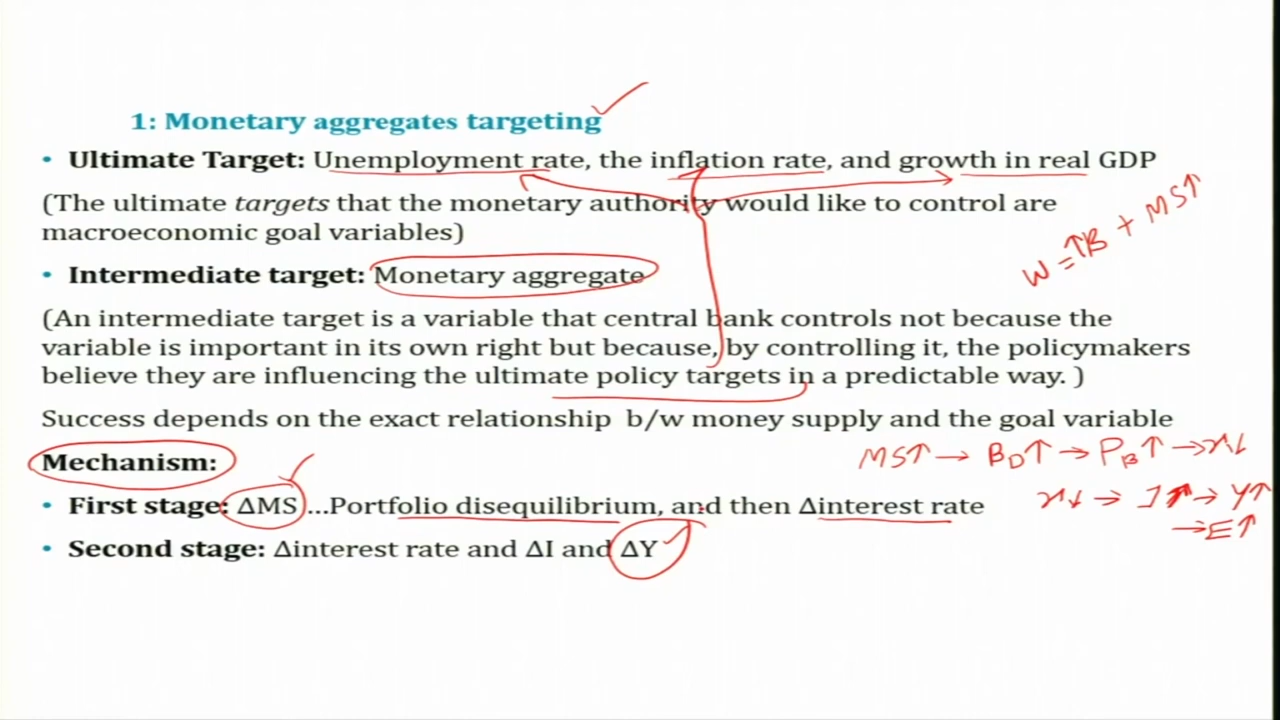 1: Monetary aggregates targeting
• Ultimate Target: Unemployment rate, the inflation rate, and growth in real GDP
(The ultimate targets that the monetary authority would like to control are
macroeconomic goal variables)
W = ↑B + MS↑
• Intermediate target: Monetary aggregate
(An intermediate target is a variable that central bank controls not because the
variable is important in its own right but because, by controlling it, the policymakers
believe they are influencing the ultimate policy targets in a predictable way. )
Success depends on the exact relationship b/w money supply and the goal variable
MS↑ → B_D↑ → P_B↑ → r↓
Mechanism:
• First stage: ΔMS ...Portfolio disequilibrium, and then Δinterest rate
r↓ → I↑ → Y↑
→ E↑
• Second stage: Δinterest rate and ΔI and ΔY